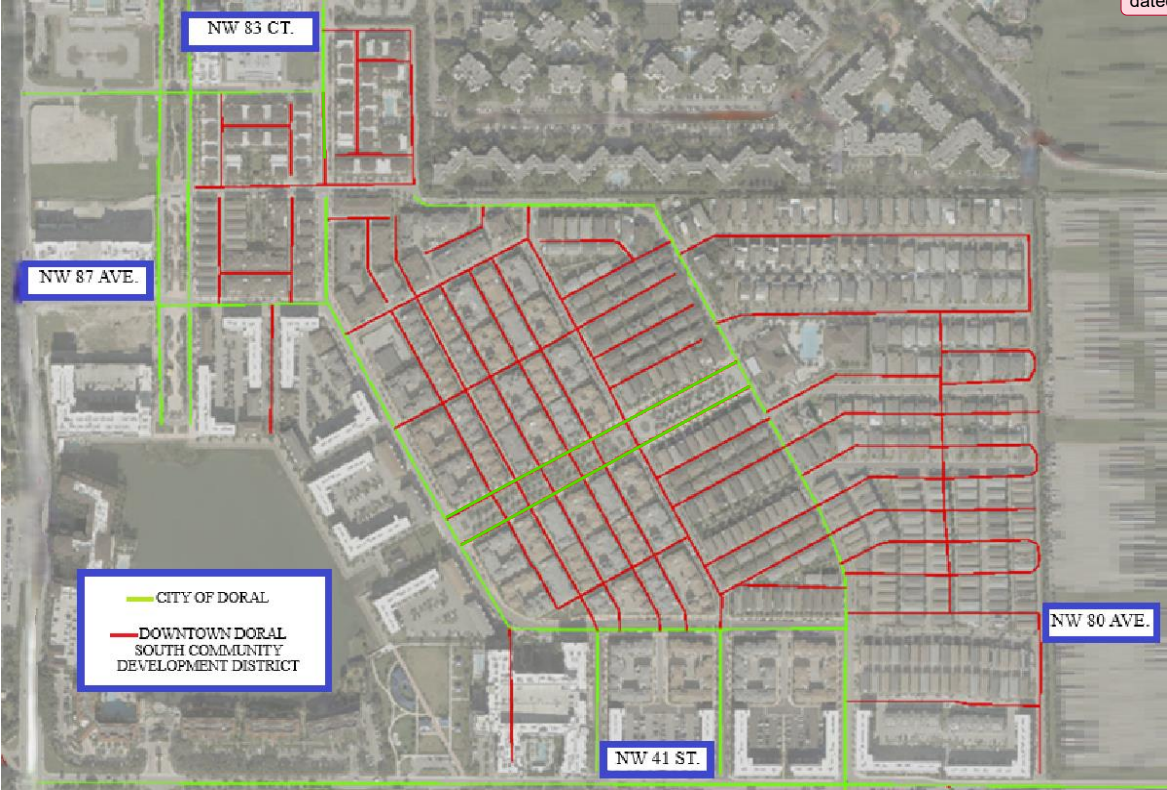 date
NW 83 CT.
NW 87 AVE.
CITY OF DORAL
DOWNTOWN DORAL
SOUTH COMMUNITY
DEVELOPMENT DISTRICT
NW 80 AVE.
NW 41 ST.